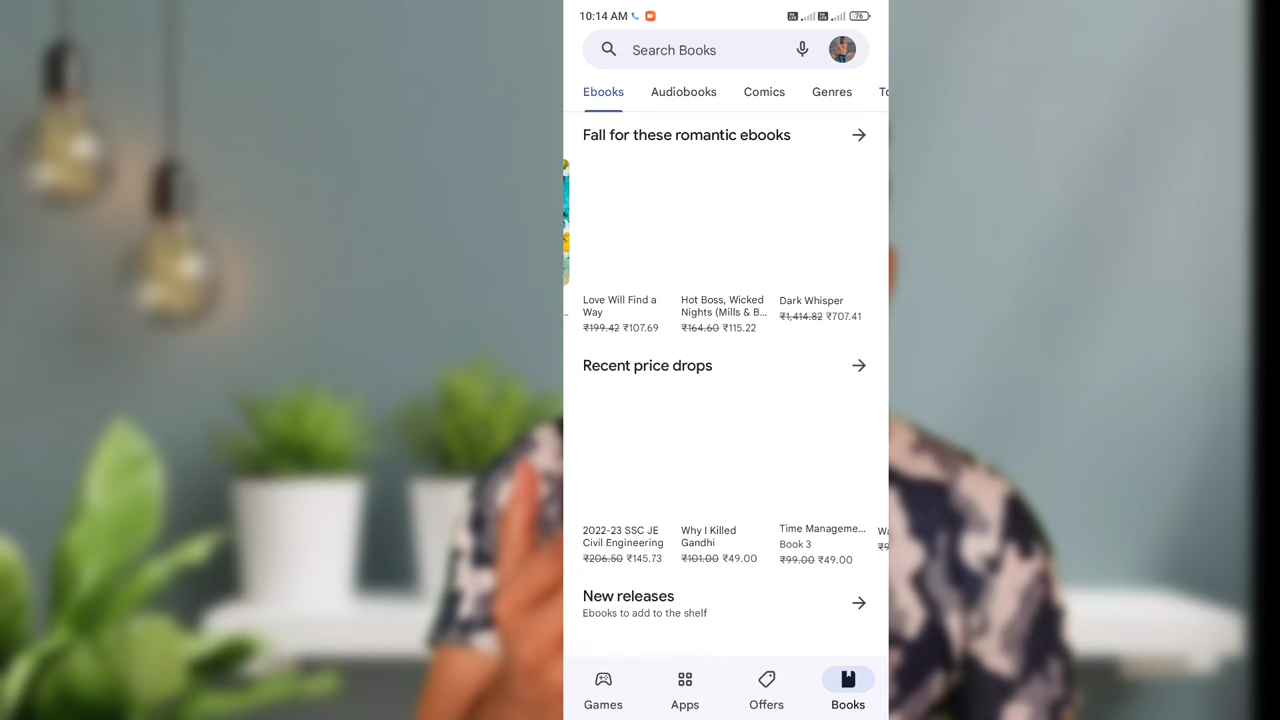 10:14 AM
76
Search Books
Ebooks Audiobooks Comics Genres
Fall for these romantic ebooks
Love Will Find a Way
₹199.42 ₹107.69
Hot Boss, Wicked Nights (Mills & B...
₹164.60 ₹115.22
Dark Whisper
₹1,414.82 ₹707.41
Recent price drops
2022-23 SSC JE Civil Engineering
₹206.50 ₹145.73
Why I Killed Gandhi
₹101.00 ₹49.00
Time Manageme...
Book 3
₹99.00 ₹49.00
New releases
Ebooks to add to the shelf
Games Apps Offers Books